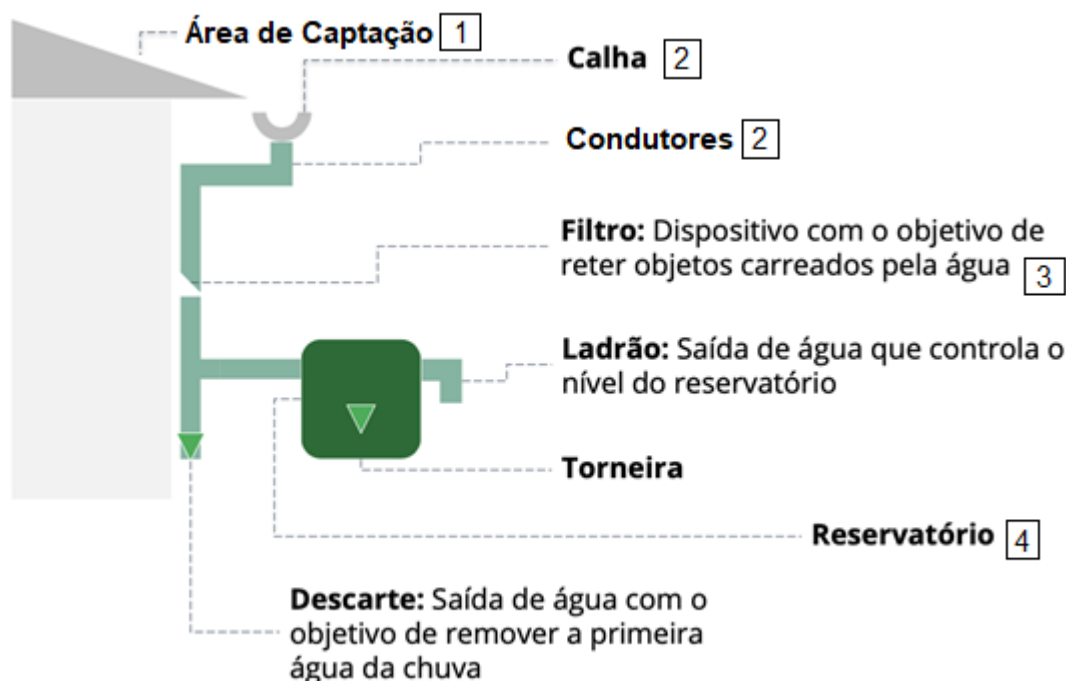 Área de Captação 1
Calha 2
Condutores 2
Filtro: Dispositivo com o objetivo de
reter objetos carreados pela água 3
Ladrão: Saída de água que controla o
nível do reservatório
Torneira
Reservatório 4
Descarte: Saída de água com o
objetivo de remover a primeira
água da chuva